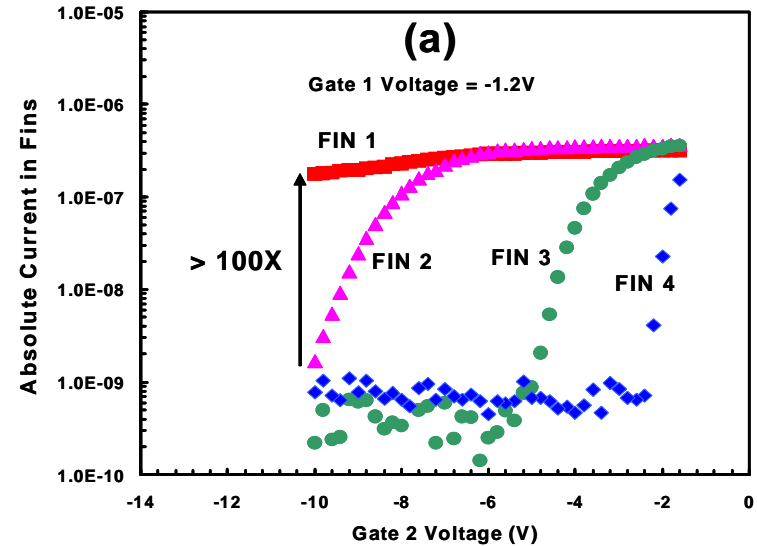 (a)
Gate 1 Voltage = -1.2V
1.0E-05
1.0E-06
1.0E-07
1.0E-08
1.0E-09
1.0E-10
Absolute Current in Fins
FIN 1
FIN 2
FIN 3
FIN 4
> 100X
-14
-12
-10
-8
-6
-4
-2
0
Gate 2 Voltage (V)